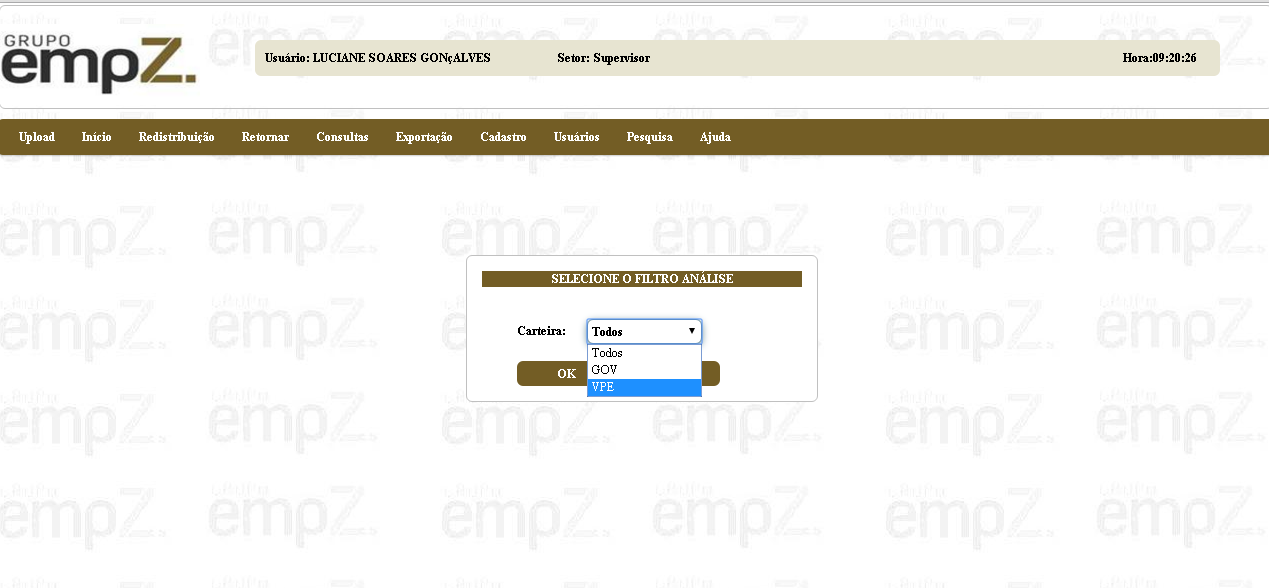 GRUPO
empZ.
Usuário: LUCIANE SOARES GONçALVES Setor: Supervisor Hora:09:20:26
Upload Início Redistribuição Retornar Consultas Exportação Cadastro Usuários Pesquisa Ajuda
SELECIONE O FILTRO ANÁLISE
Carteira: Todos
Todos
GOV
OK
VPE